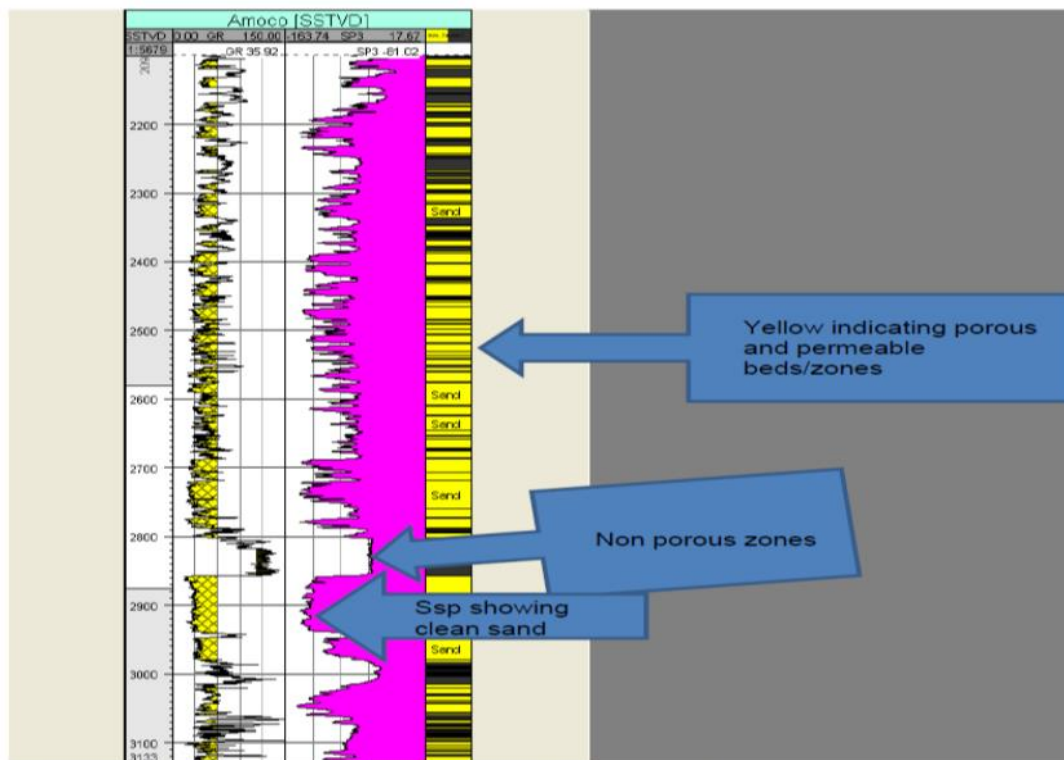 Amoco [SSTVD]
SSTVD 0.00 GR 150.00 -163.74 SP3 17.67
1:5679 GR 35.92 SP3 -81.02
2200
2300
Sand
2400
2500
Yellow indicating porous
and permeable
beds/zones
2600
Sand
Sand
2700
Sand
2800
Non porous zones
2900
Ssp showing
clean sand
Sand
3000
3100
3133